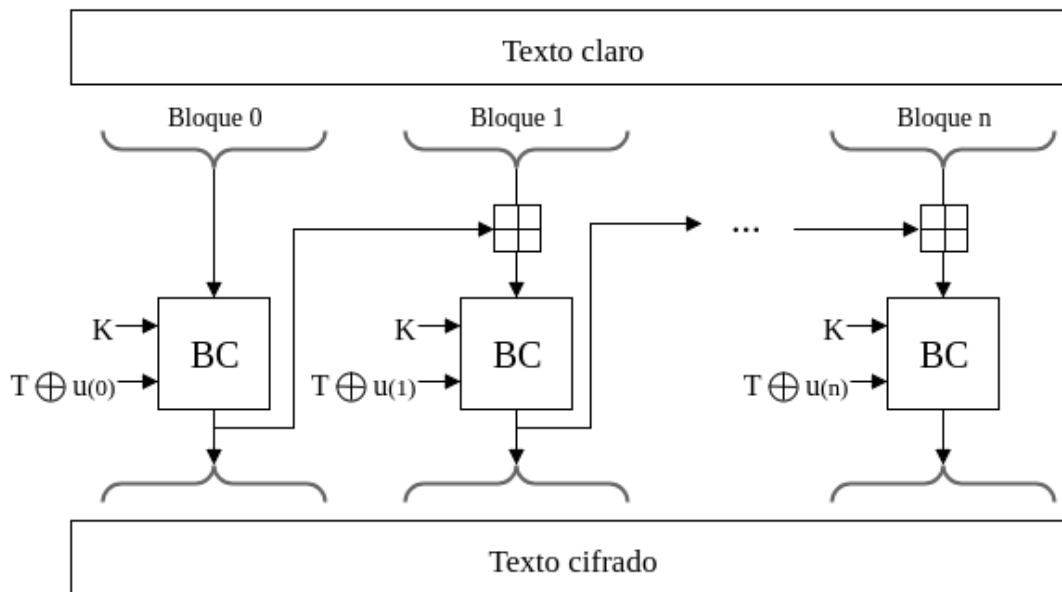 Texto claro
Bloque 0 Bloque 1 Bloque n
...
K K K
BC BC BC
T ⊕ u(0) T ⊕ u(1) T ⊕ u(n)
Texto cifrado